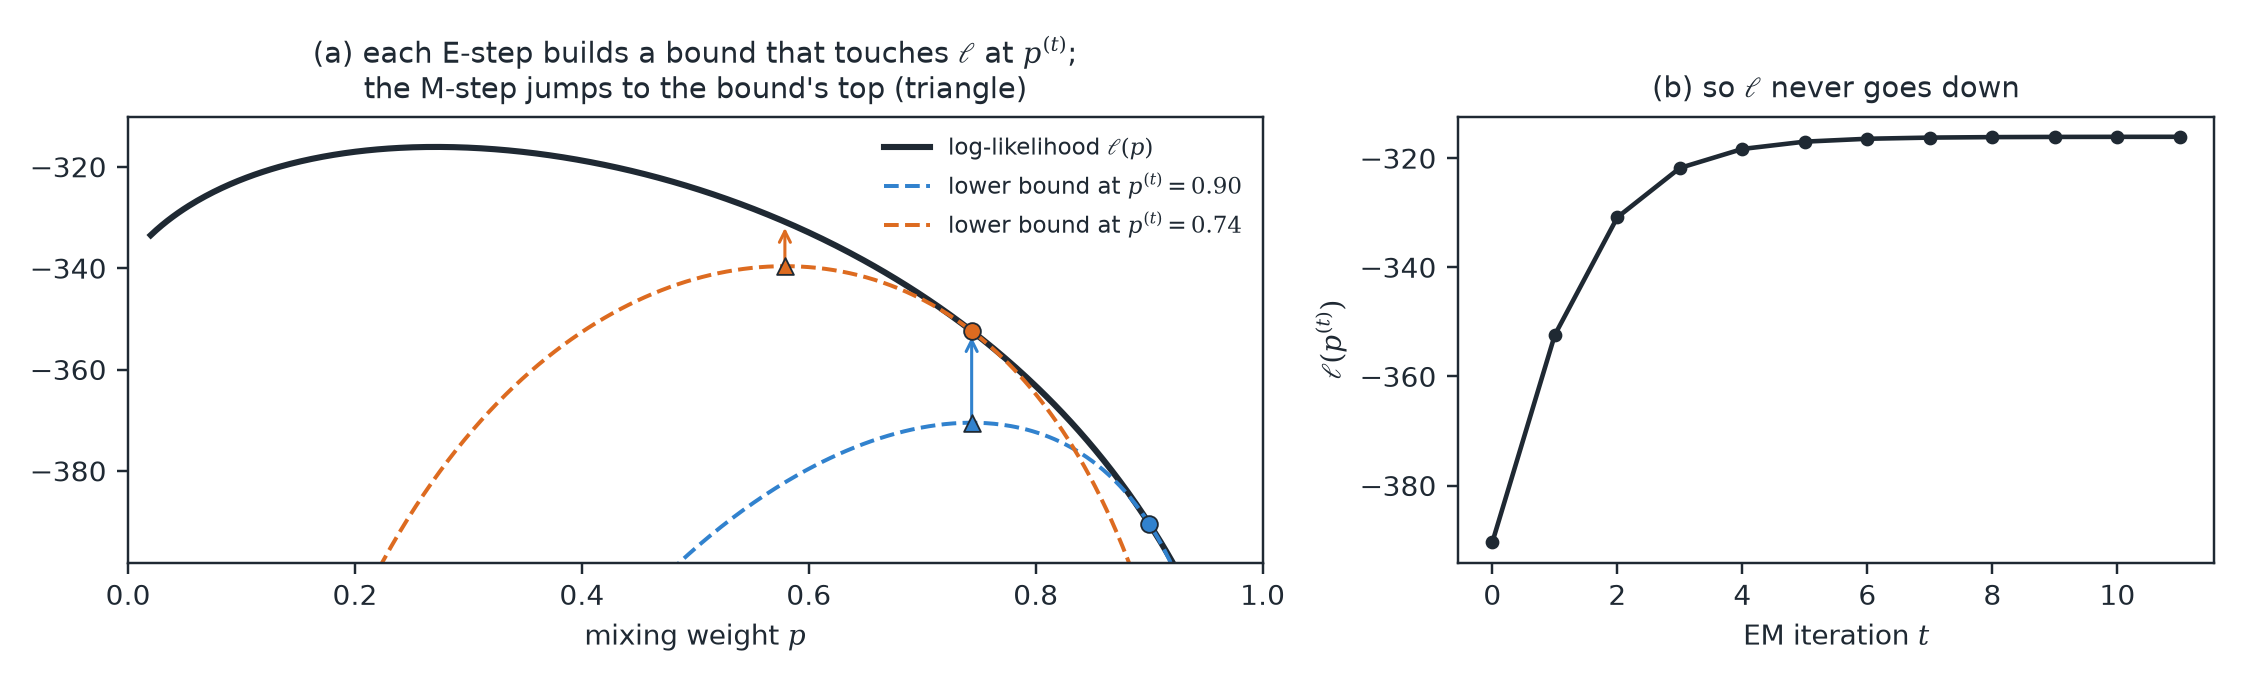 (a) each E-step builds a bound that touches ℓ at p^(t);
the M-step jumps to the bound's top (triangle)
−320
−340
−360
−380
log-likelihood ℓ(p)
lower bound at p^(t) = 0.90
lower bound at p^(t) = 0.74
0.0 0.2 0.4 0.6 0.8 1.0
mixing weight p
(b) so ℓ never goes down
ℓ(p^(t))
−320
−340
−360
−380
0 2 4 6 8 10
EM iteration t